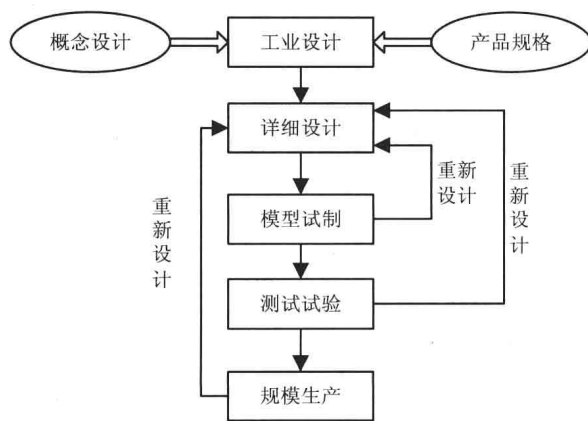 概念设计
工业设计
产品规格
详细设计
重新
设计
重新设计
模型试制
重新设计
测试试验
规模生产